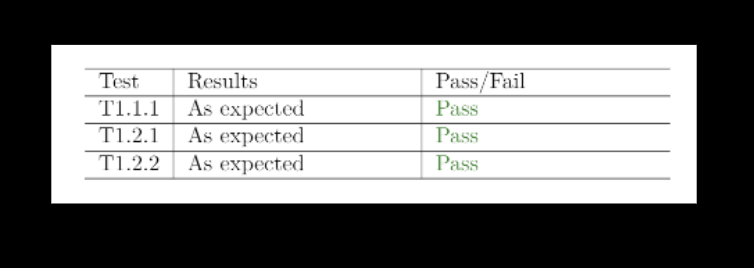 Test Results Pass/Fail
T1.1.1 As expected Pass
T1.2.1 As expected Pass
T1.2.2 As expected Pass